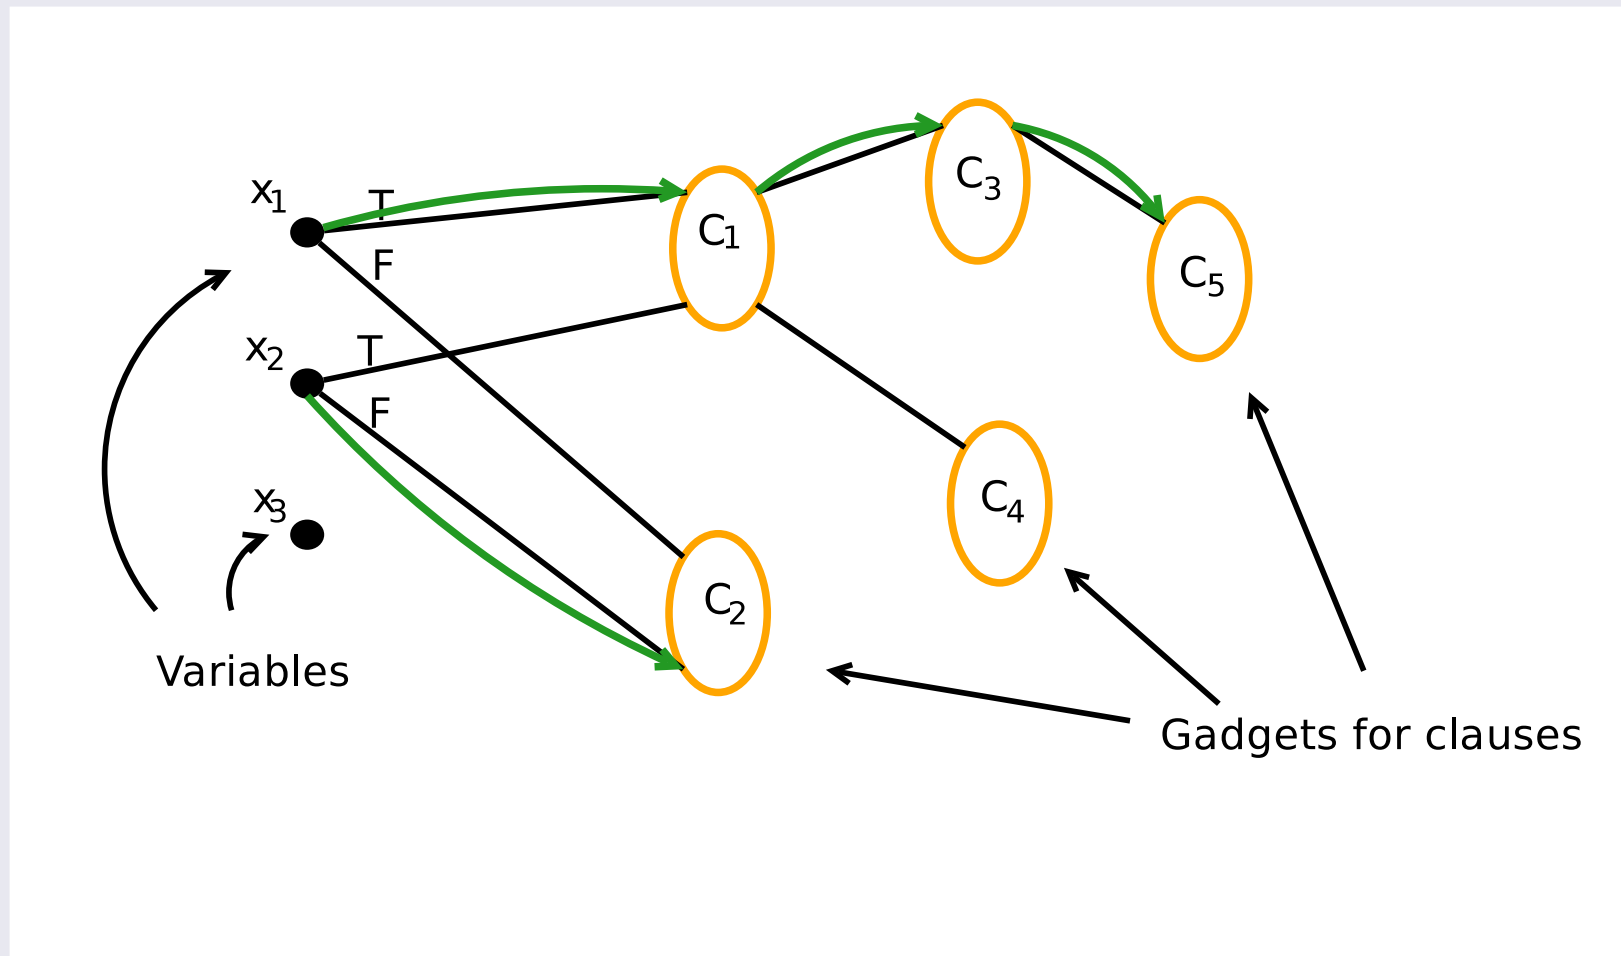 x1
T
F
x2
T
F
x3
C1
C2
C3
C4
C5
Variables
Gadgets for clauses